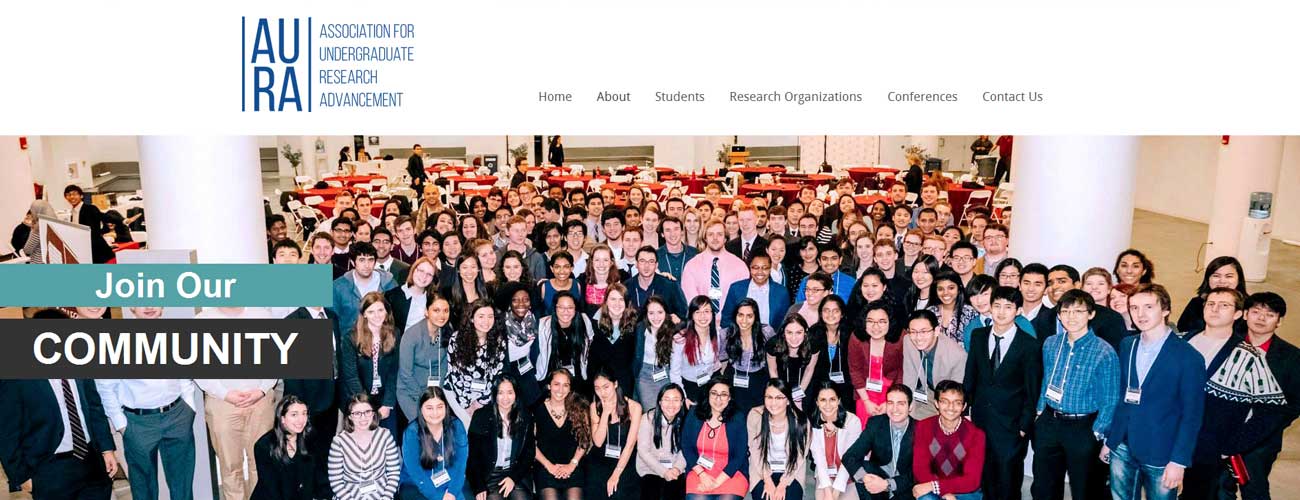 AU
RA
ASSOCIATION FOR
UNDERGRADUATE
RESEARCH
ADVANCEMENT
Home About Students Research Organizations Conferences Contact Us
Join Our
COMMUNITY